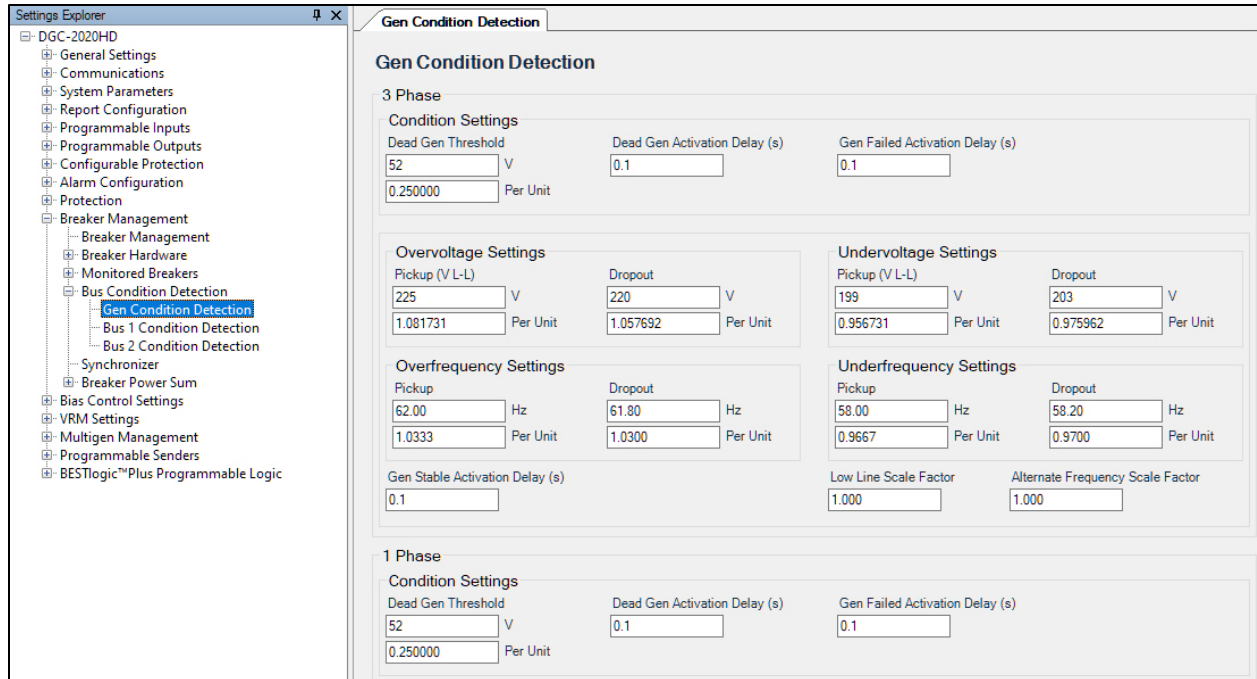 Settings Explorer
DGC-2020HD
General Settings
Communications
System Parameters
Report Configuration
Programmable Inputs
Programmable Outputs
Configurable Protection
Alarm Configuration
Protection
Breaker Management
Breaker Management
Breaker Hardware
Monitored Breakers
Bus Condition Detection
Gen Condition Detection
Bus 1 Condition Detection
Bus 2 Condition Detection
Synchronizer
Breaker Power Sum
Bias Control Settings
VRM Settings
Multigen Management
Programmable Senders
BESTlogic™Plus Programmable Logic
Gen Condition Detection
Gen Condition Detection
3 Phase
Condition Settings
Dead Gen Threshold Dead Gen Activation Delay (s) Gen Failed Activation Delay (s)
52 V 0.1 0.1
0.250000 Per Unit
Overvoltage Settings Undervoltage Settings
Pickup (V L-L) Dropout Pickup (V L-L) Dropout
225 V 220 V 199 V 203 V
1.081731 Per Unit 1.057692 Per Unit 0.956731 Per Unit 0.975962 Per Unit
Overfrequency Settings Underfrequency Settings
Pickup Dropout Pickup Dropout
62.00 Hz 61.80 Hz 58.00 Hz 58.20 Hz
1.0333 Per Unit 1.0300 Per Unit 0.9667 Per Unit 0.9700 Per Unit
Gen Stable Activation Delay (s) Low Line Scale Factor Alternate Frequency Scale Factor
0.1 1.000 1.000
1 Phase
Condition Settings
Dead Gen Threshold Dead Gen Activation Delay (s) Gen Failed Activation Delay (s)
52 V 0.1 0.1
0.250000 Per Unit